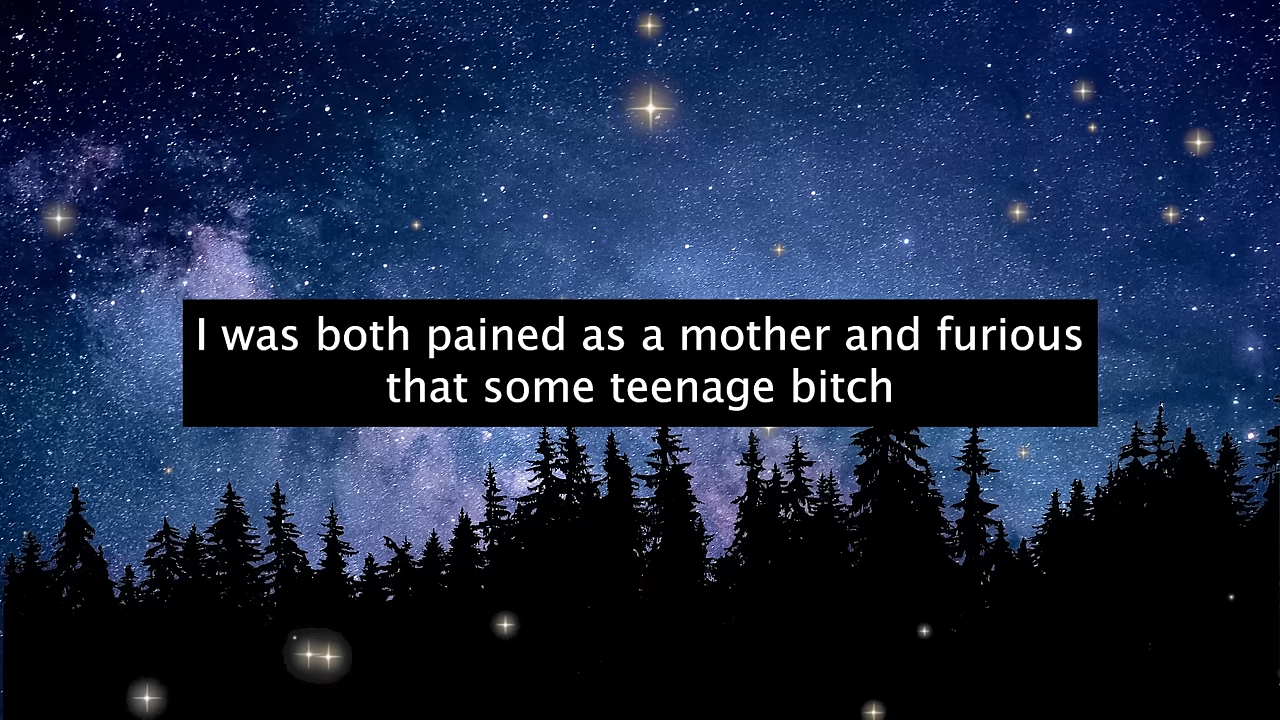 I was both pained as a mother and furious
that some teenage bitch